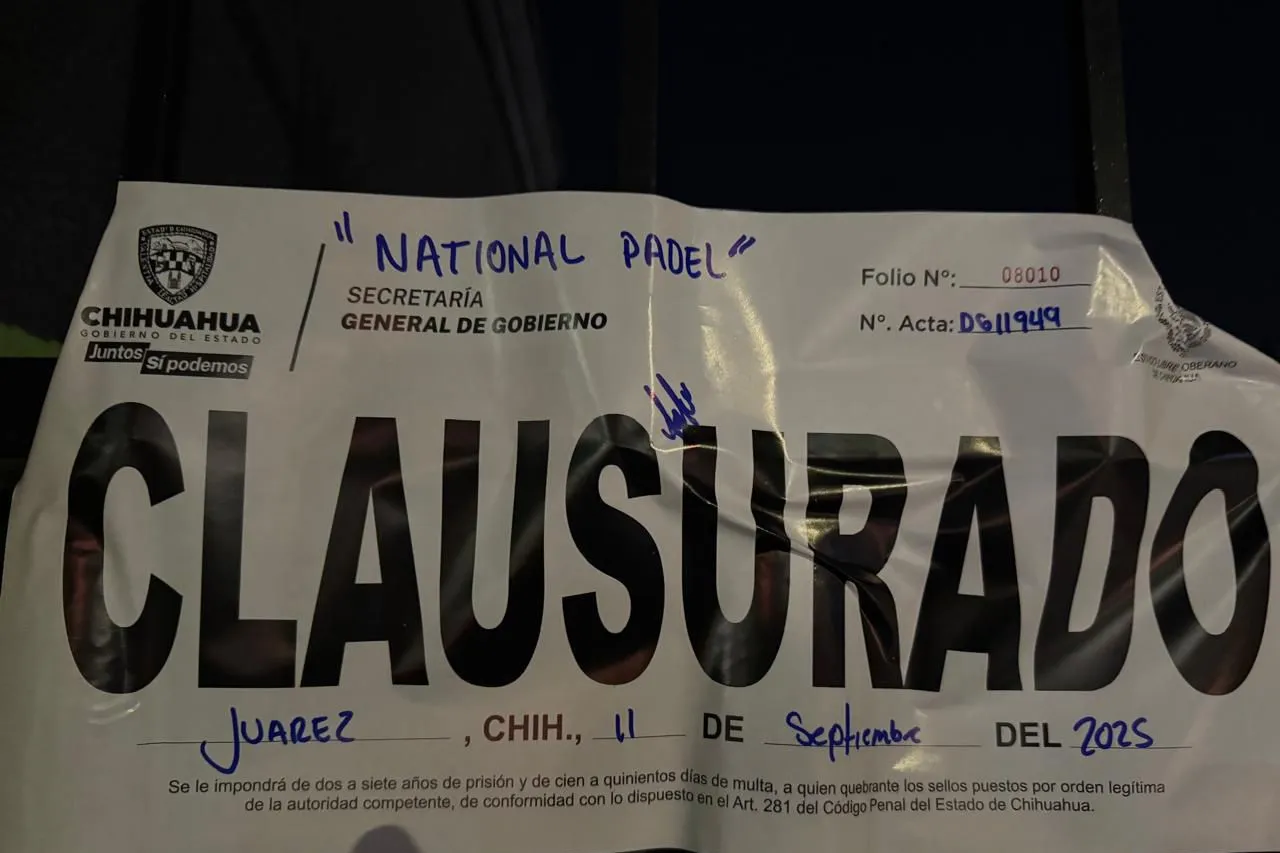 "NATIONAL PADEL"
CHIHUAHUA
GOBIERNO DEL ESTADO
Juntos Sí podemos
SECRETARÍA
GENERAL DE GOBIERNO
Folio N°: 08010
N°. Acta: DG11949
CLAUSURADO
JUAREZ, CHIH., 11 DE Septiembre DEL 2025
Se le impondrá de dos a siete años de prisión y de cien a quinientos días de multa, a quien quebrante los sellos puestos por orden legítima
de la autoridad competente, de conformidad con lo dispuesto en el Art. 281 del Código Penal del Estado de Chihuahua.